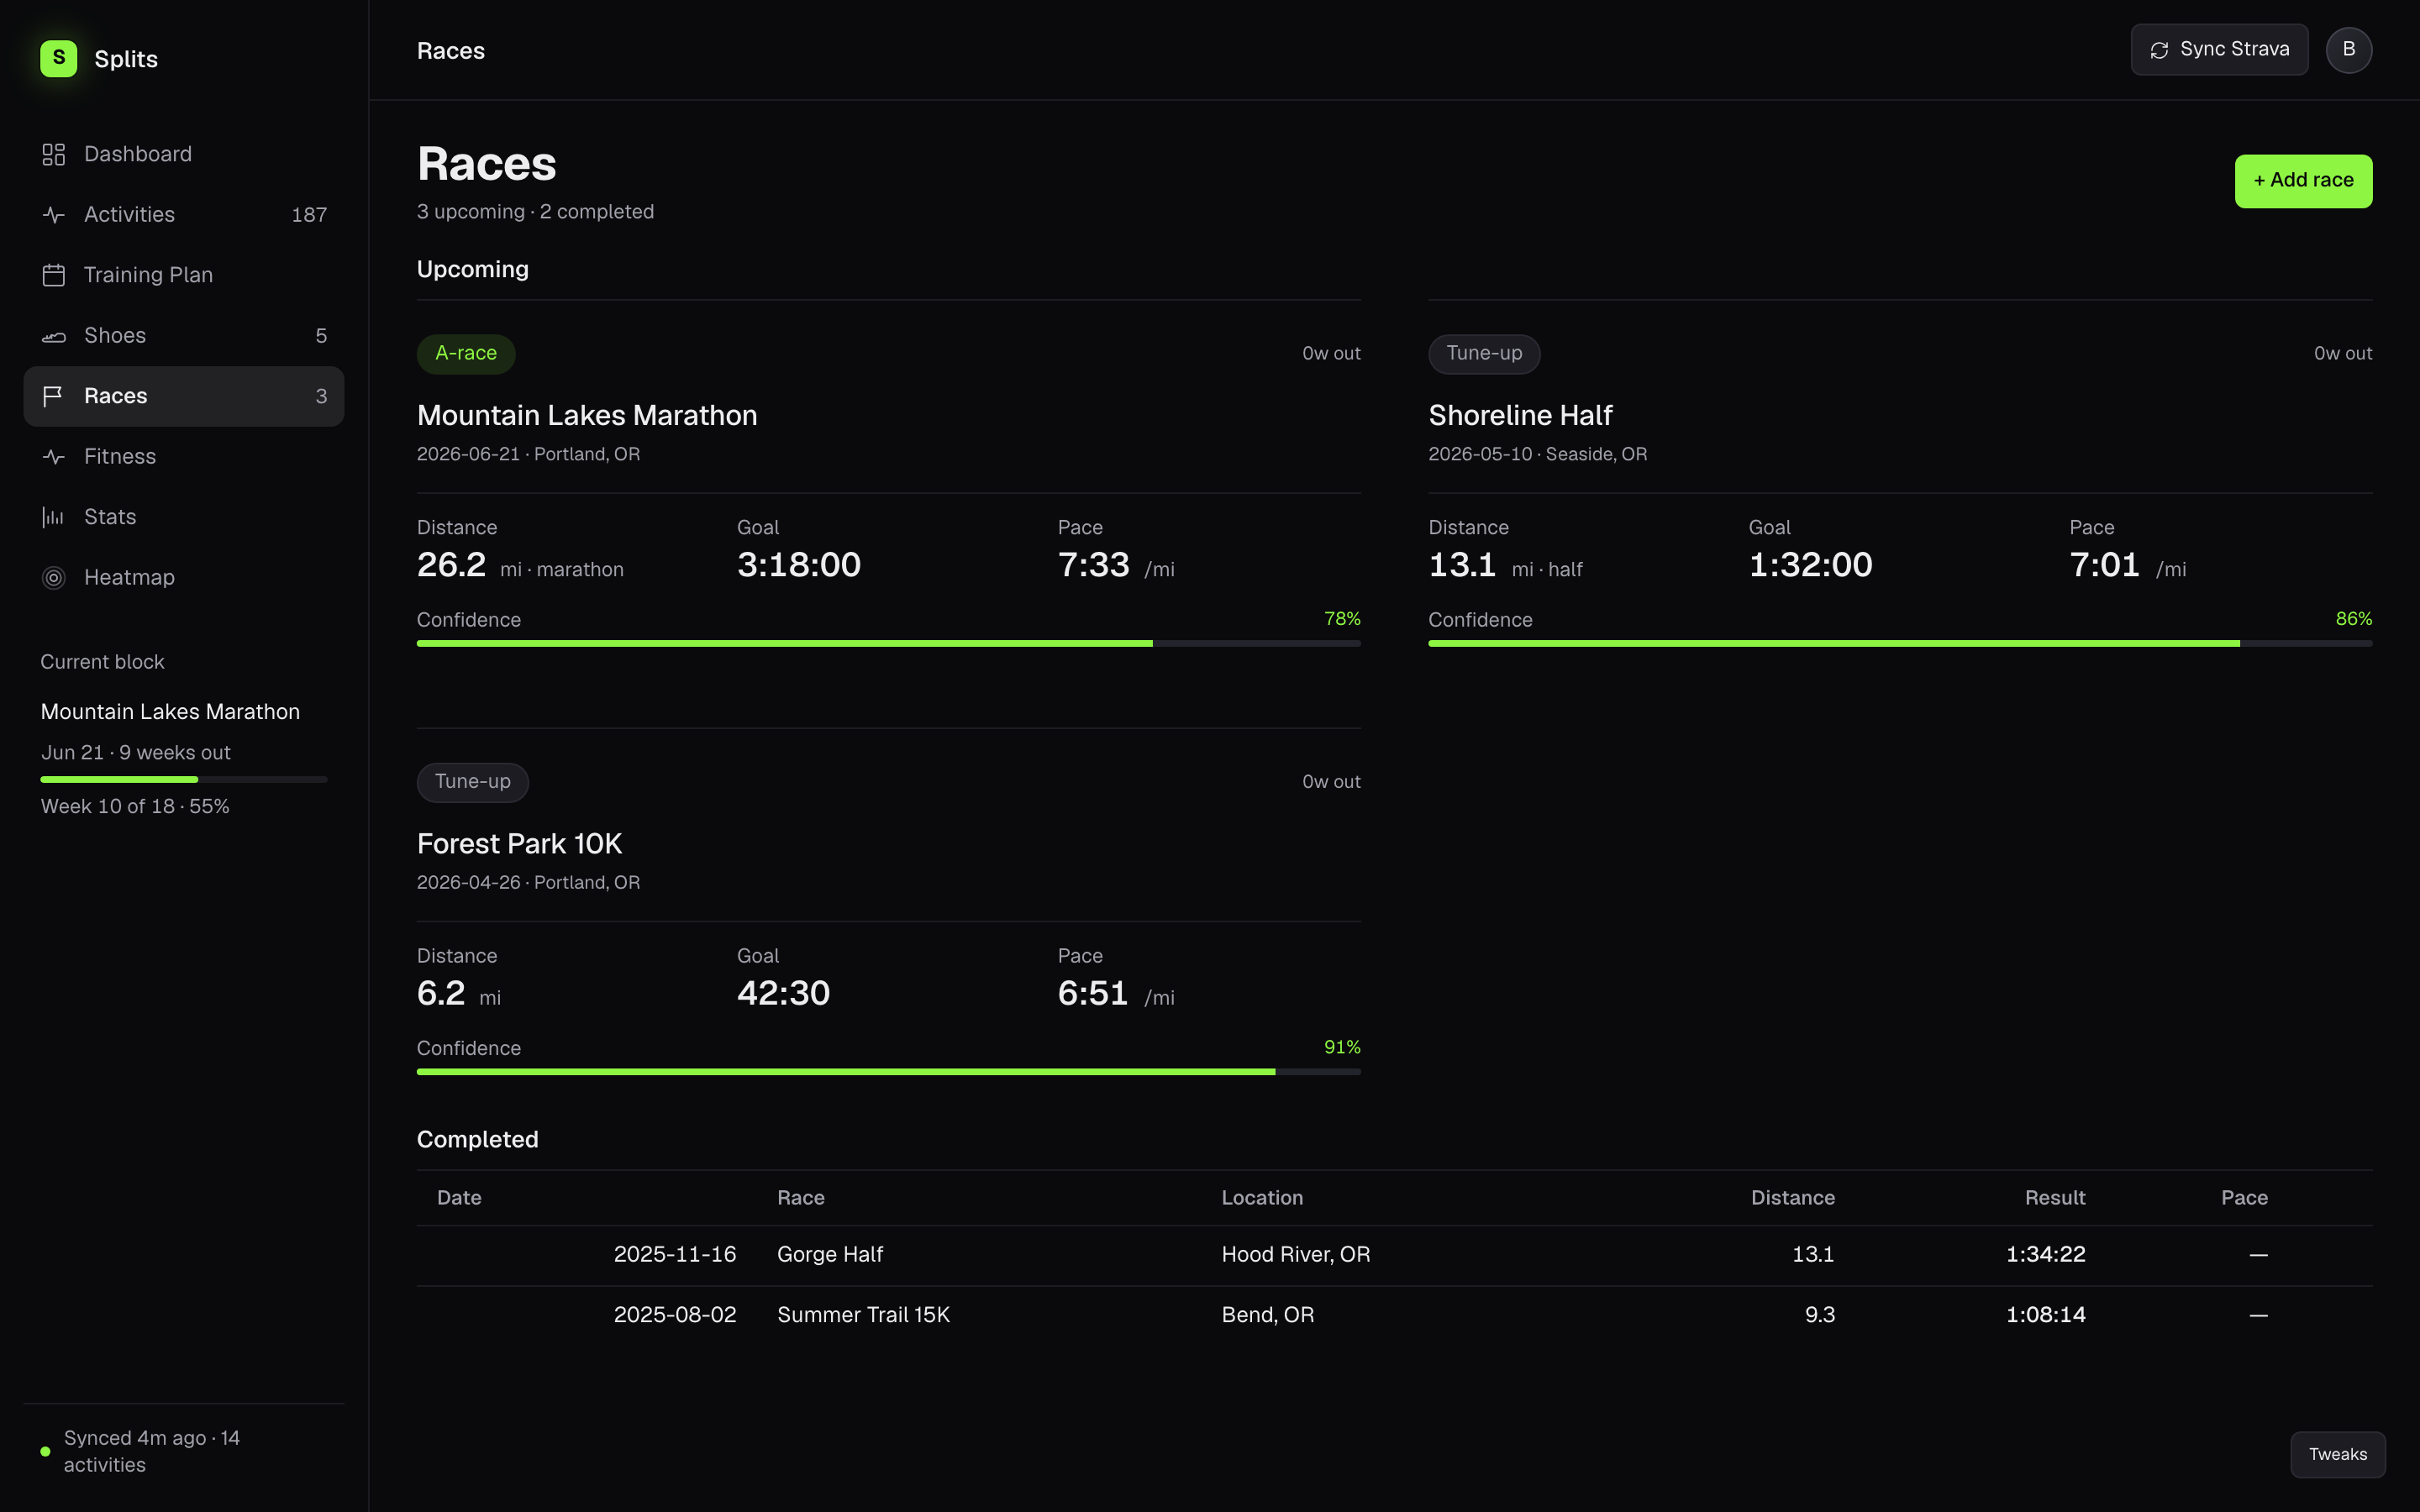 S Splits
Dashboard
Activities 187
Training Plan
Shoes 5
Races 3
Fitness
Stats
Heatmap
Current block
Mountain Lakes Marathon
Jun 21 · 9 weeks out
Week 10 of 18 · 55%
Synced 4m ago · 14
activities
Races
Sync Strava
B
Races
3 upcoming · 2 completed
+ Add race
Upcoming
A-race 0w out
Mountain Lakes Marathon
2026-06-21 · Portland, OR
Distance Goal Pace
26.2 mi · marathon 3:18:00 7:33 /mi
Confidence 78%
Tune-up 0w out
Shoreline Half
2026-05-10 · Seaside, OR
Distance Goal Pace
13.1 mi · half 1:32:00 7:01 /mi
Confidence 86%
Tune-up 0w out
Forest Park 10K
2026-04-26 · Portland, OR
Distance Goal Pace
6.2 mi 42:30 6:51 /mi
Confidence 91%
Completed
Date Race Location Distance Result Pace
2025-11-16 Gorge Half Hood River, OR 13.1 1:34:22 —
2025-08-02 Summer Trail 15K Bend, OR 9.3 1:08:14 —
Tweaks